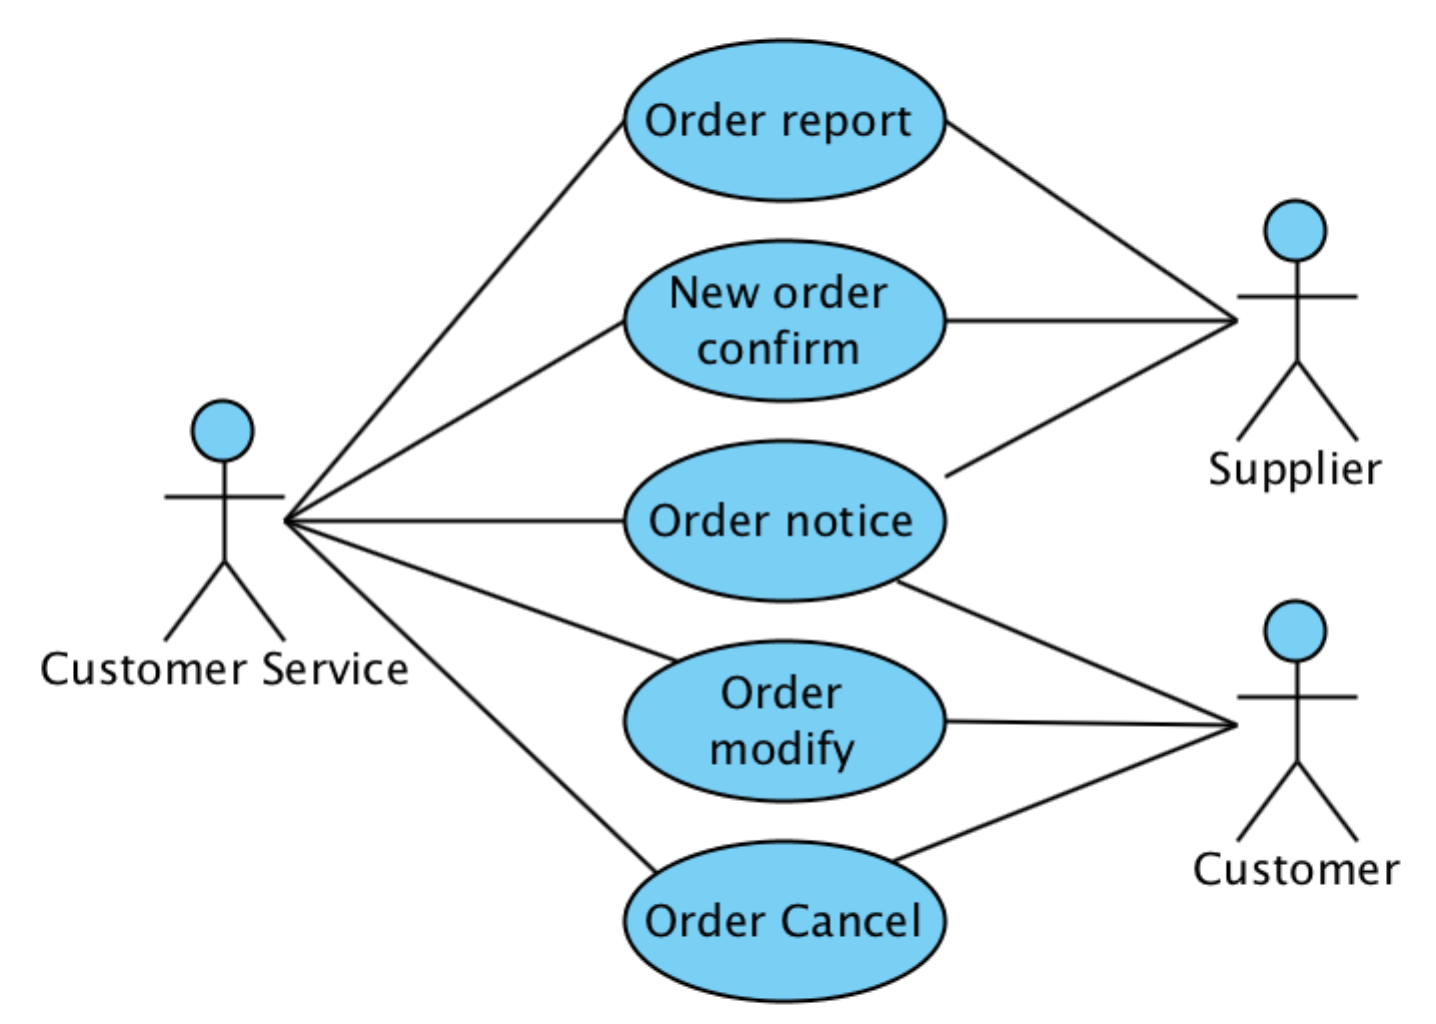 Order report
New order
confirm
Order notice
Supplier
Customer Service
Order
modify
Customer
Order Cancel